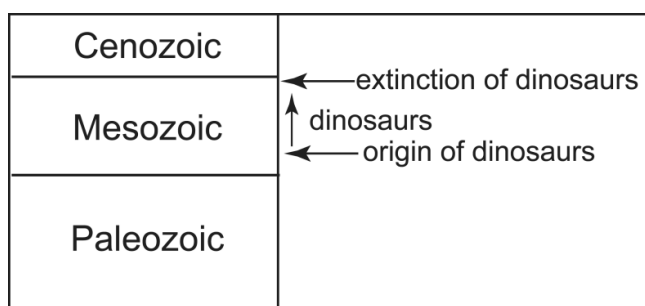 Cenozoic
extinction of dinosaurs
Mesozoic
dinosaurs
origin of dinosaurs
Paleozoic